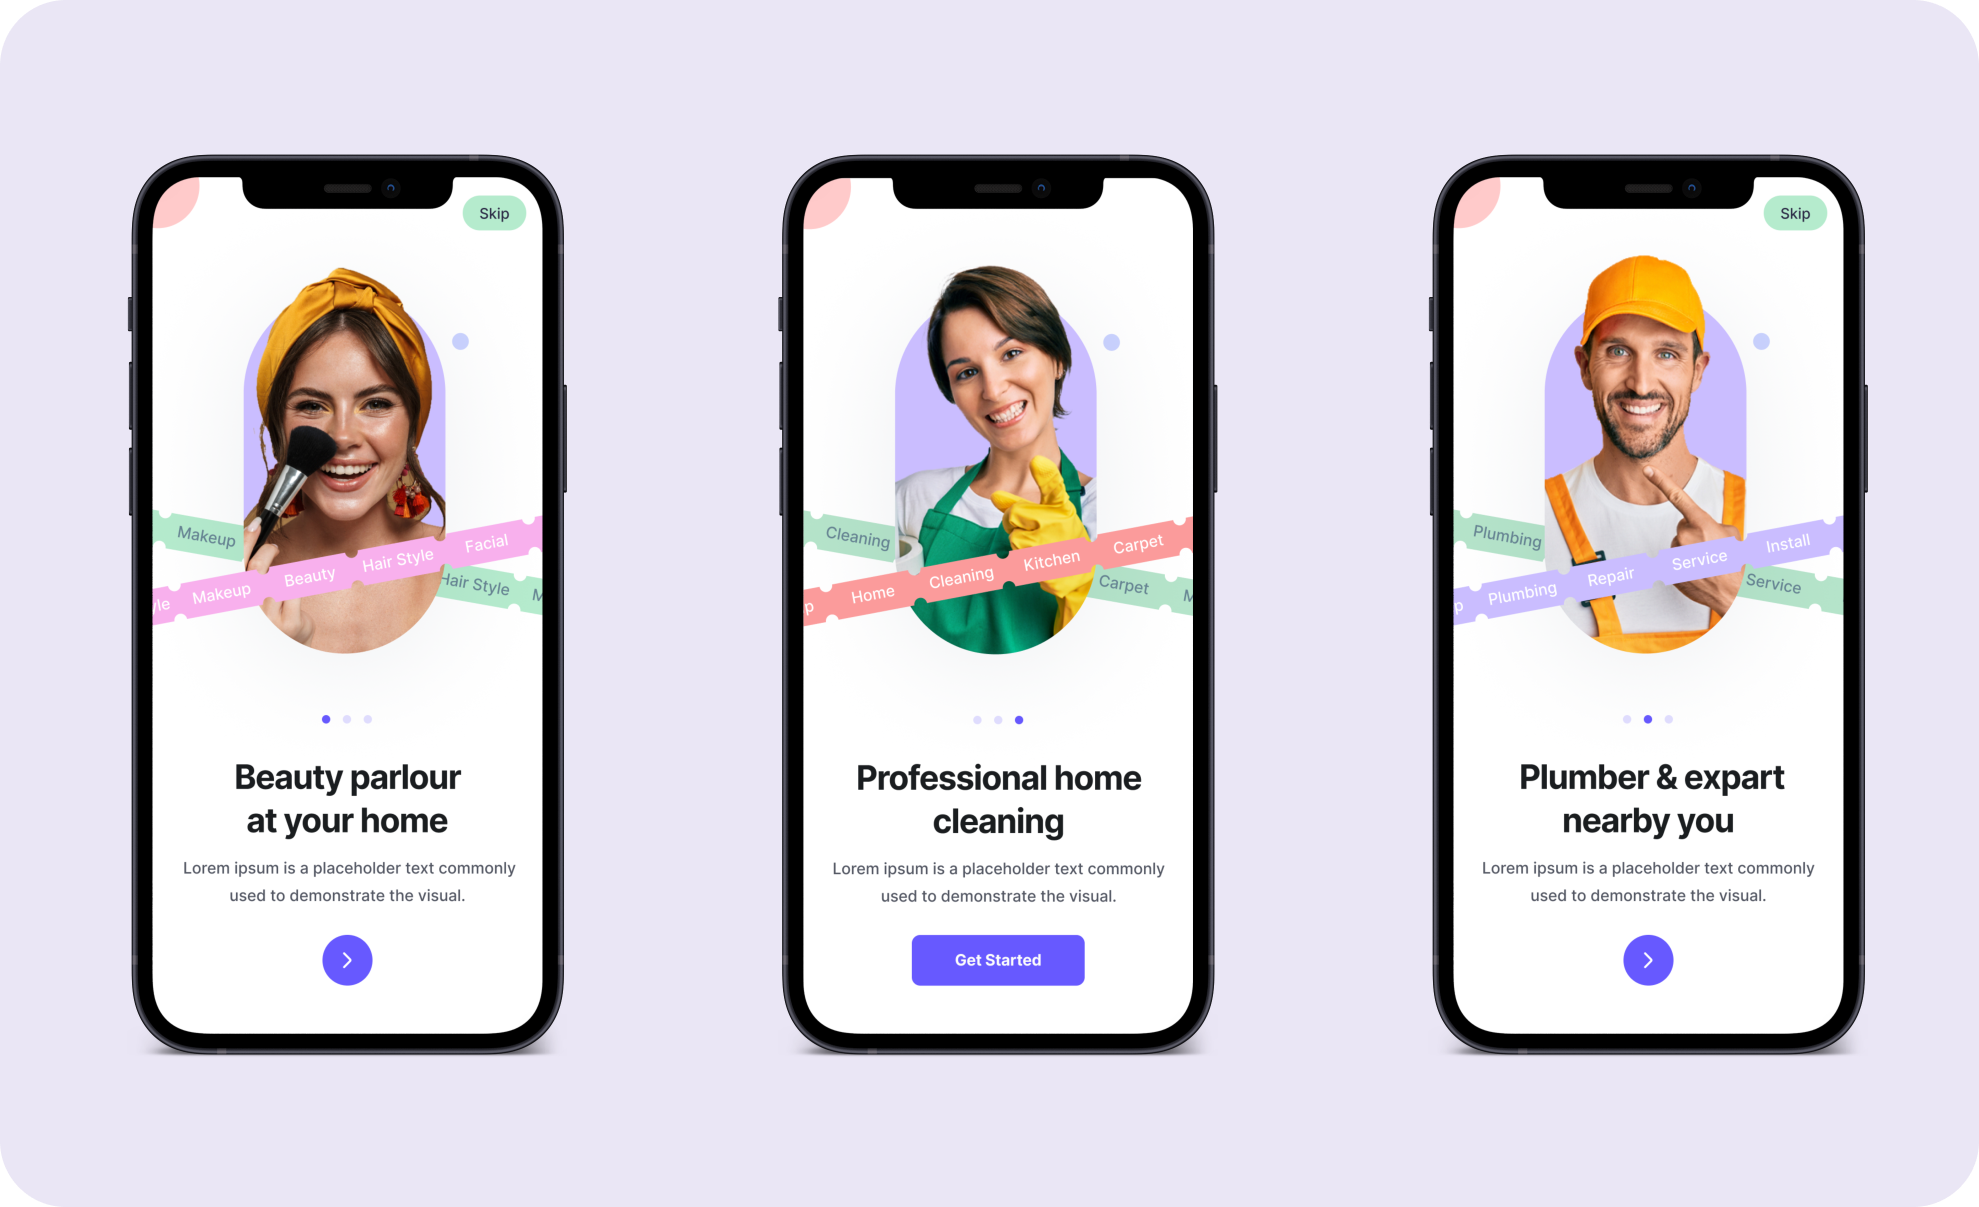 Skip
Makeup
yle Makeup Beauty Hair Style Facial
Hair Style M
Beauty parlour
at your home
Lorem ipsum is a placeholder text commonly
used to demonstrate the visual.
Cleaning
p Home Cleaning Kitchen Carpet
Carpet M
Professional home
cleaning
Lorem ipsum is a placeholder text commonly
used to demonstrate the visual.
Get Started
Skip
Plumbing
p Plumbing Repair Service Install
Service
Plumber & expart
nearby you
Lorem ipsum is a placeholder text commonly
used to demonstrate the visual.